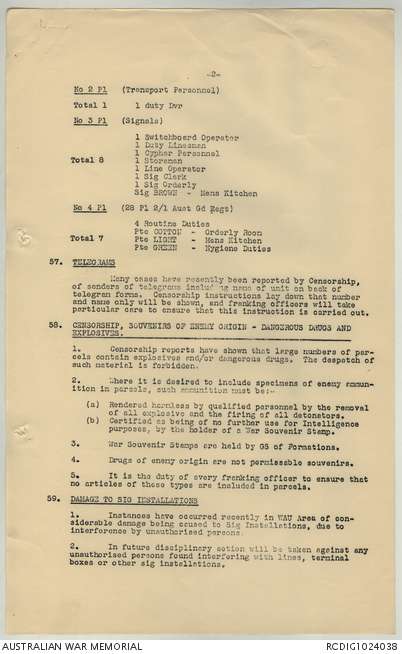 -2-
No 2 Pl (Transport Personnel)
Total 1 1 duty Dvr
No 3 Pl (Signals)
1 Switchboard Operator
1 Duty Linesman
1 Cypher Personnel
Total 8 1 Storeman
1 Line Operator
1 Sig Clerk
1 Sig Orderly
Sig BROWN - Mens Kitchen
No 4 Pl (28 Pl 2/1 Aust Gd Regt)
4 Routine Duties
Pte COTTON - Orderly Room
Total 7 Pte LIGHT - Mens Kitchen
Pte GREEN - Hygiene Duties
57. TELEGRAMS
Many cases have recently been reported by Censorship,
of senders of telegrams including name of unit on back of
telegram forms. Censorship instructions lay down that number
and name only will be shown, and franking officers will take
particular care to ensure that this instruction is carried out.
58. CENSORSHIP, SOUVENIRS OF ENEMY ORIGIN - DANGEROUS DRUGS AND
EXPLOSIVES.
1. Censorship reports have shown that large numbers of par-
cels contain explosives and/or dangerous drugs. The despatch of
such material is forbidden.
2. Where it is desired to include specimens of enemy ammun-
ition in parcels, such ammunition must be:-
(a) Rendered harmless by qualified personnel by the removal
of all explosive and the firing of all detonators.
(b) Certified as being of no further use for Intelligence
purposes, by the holder of a War Souvenir Stamp.
3. War Souvenir Stamps are held by GS of Formations.
4. Drugs of enemy origin are not permissable souvenirs.
5. It is the duty of every franking officer to ensure that
no articles of these types are included in parcels.
59. DAMAGE TO SIG INSTALLATIONS
1. Instances have occurred recently in WAU Area of con-
siderable damage being caused to Sig Installations, due to
interference by unauthorised persons.
2. In future disciplinary action will be taken against any
unauthorised persons found interfering with lines, terminal
boxes or other sig installations.
AUSTRALIAN WAR MEMORIAL
RCDIG1024038